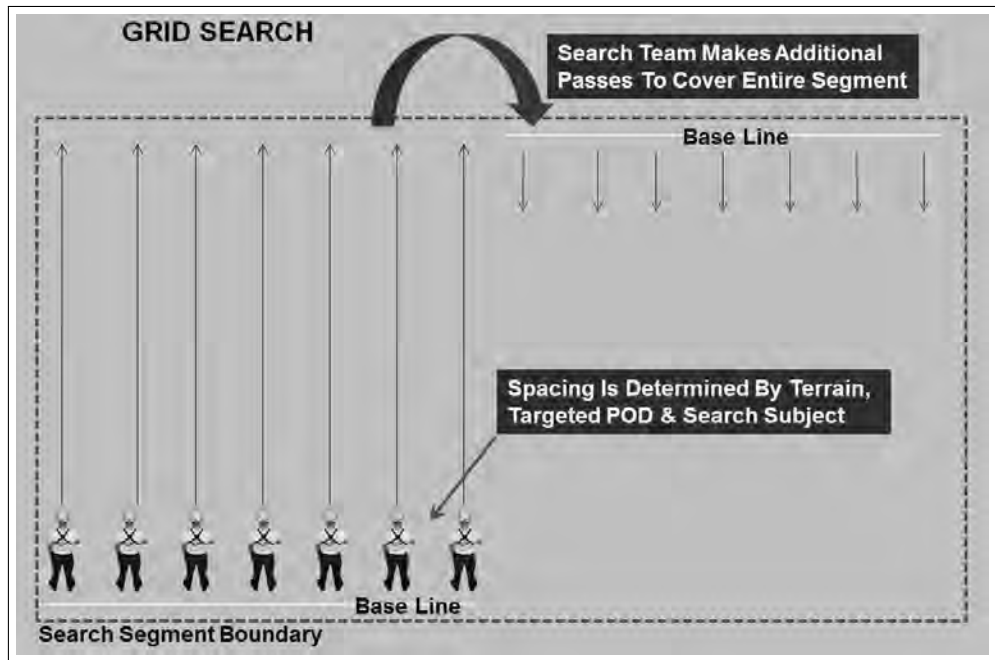 GRID SEARCH
Search Team Makes Additional
Passes To Cover Entire Segment
Base Line
Spacing Is Determined By Terrain,
Targeted POD & Search Subject
Base Line
Search Segment Boundary